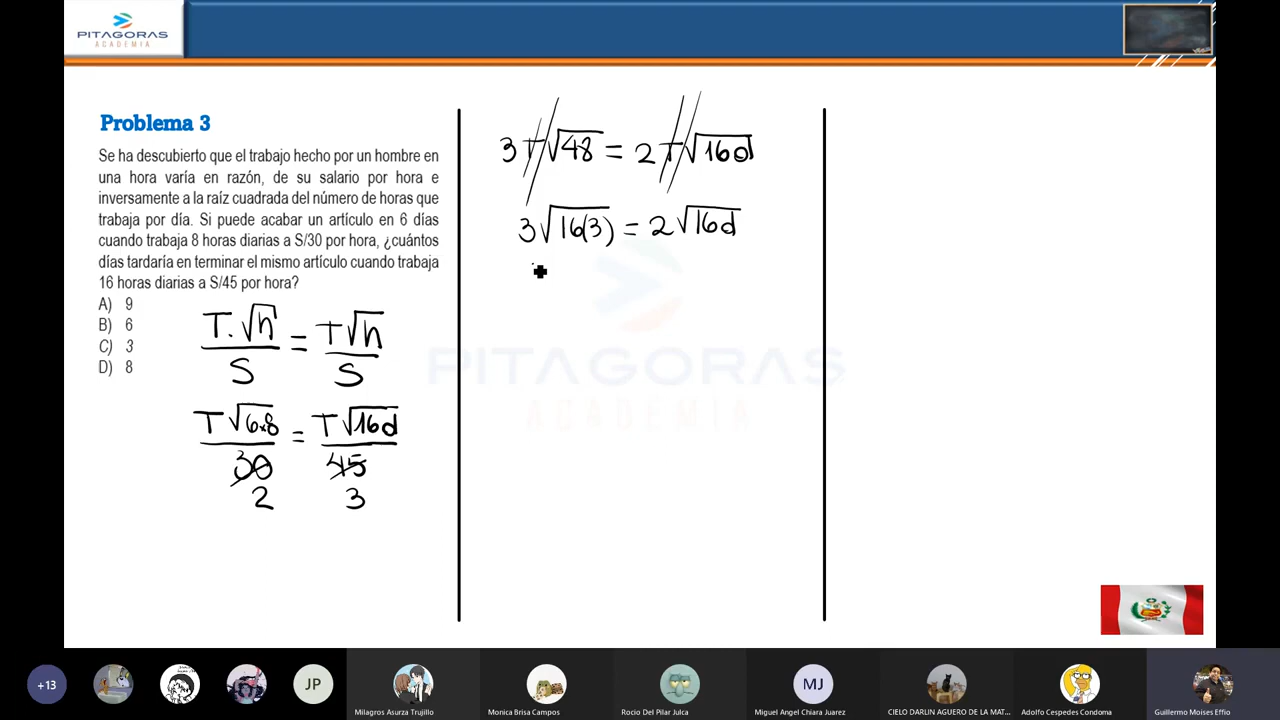 PITAGORAS
ACADEMIA
Problema 3
Se ha descubierto que el trabajo hecho por un hombre en
una hora varía en razón, de su salario por hora e
inversamente a la raíz cuadrada del número de horas que
trabaja por día. Si puede acabar un artículo en 6 días
cuando trabaja 8 horas diarias a S/30 por hora, ¿cuántos
días tardaría en terminar el mismo artículo cuando trabaja
16 horas diarias a S/45 por hora?
A) 9
B) 6
C) 3
D) 8
T.√h = T√h
S S
T√6x8 = T√16d
30 45
2 3
3T√48 = 2T√16d
3√16(3) = 2√16d
PITAGORAS
ACADEMIA
+13
JP
MJ
Milagros Asurza Trujillo
Monica Brisa Campos
Rocio Del Pilar Julca
Miguel Angel Chiara Juarez
CIELO DARLIN AGUERO DE LA MAT...
Adolfo Cespedes Condoma
Guillermo Moises Effio